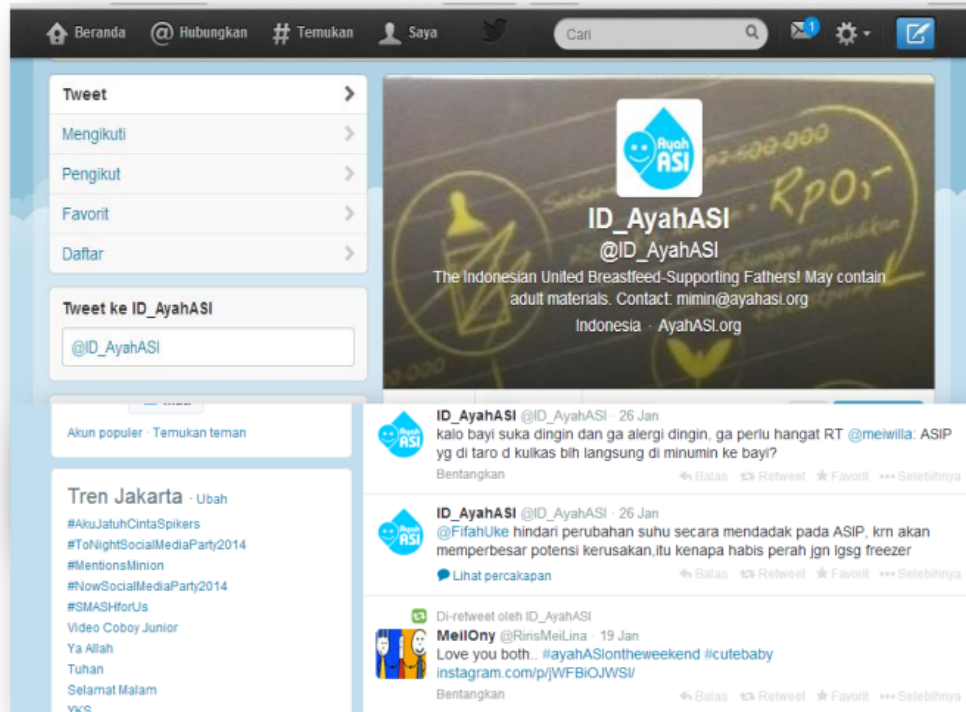 Beranda
Hubungkan
# Temukan
Saya
Cari
1
Tweet
Mengikuti
Pengikut
Favorit
Daftar
Tweet ke ID_AyahASI
@ID_AyahASI
Ayah
ASI
Rp0,-
ID_AyahASI
@ID_AyahASI
The Indonesian United Breastfeed-Supporting Fathers! May contain
adult materials. Contact: mimin@ayahasi.org
Indonesia · AyahASI.org
Akun populer · Temukan teman
Tren Jakarta · Ubah
#AkuJatuhCintaSpikers
#ToNightSocialMediaParty2014
#MentionsMinion
#NowSocialMediaParty2014
#SMASHforUs
Video Coboy Junior
Ya Allah
Tuhan
Selamat Malam
YKS
Ayah
ASI
ID_AyahASI @ID_AyahASI · 26 Jan
kalo bayi suka dingin dan ga alergi dingin, ga perlu hangat RT @meiwilla: ASIP
yg di taro d kulkas blh langsung di minumin ke bayi?
Bentangkan
Balas Retweet Favorit ••• Selebihnya
Ayah
ASI
ID_AyahASI @ID_AyahASI · 26 Jan
@FifahUke hindari perubahan suhu secara mendadak pada ASIP, krn akan
memperbesar potensi kerusakan,itu kenapa habis perah jgn lgsg freezer
Lihat percakapan
Balas Retweet Favorit ••• Selebihnya
Di-retweet oleh ID_AyahASI
MeilOny @RirisMeiLina · 19 Jan
Love you both.. #ayahASIontheweekend #cutebaby
instagram.com/p/jWFBiOJWSI/
Bentangkan
Balas Retweet Favorit ••• Selebihnya